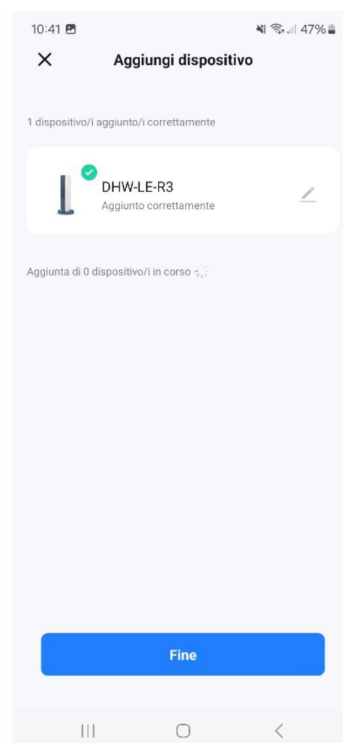 10:41
47%
Aggiungi dispositivo
1 dispositivo/i aggiunto/i correttamente
DHW-LE-R3
Aggiunto correttamente
Aggiunta di 0 dispositivo/i in corso
Fine